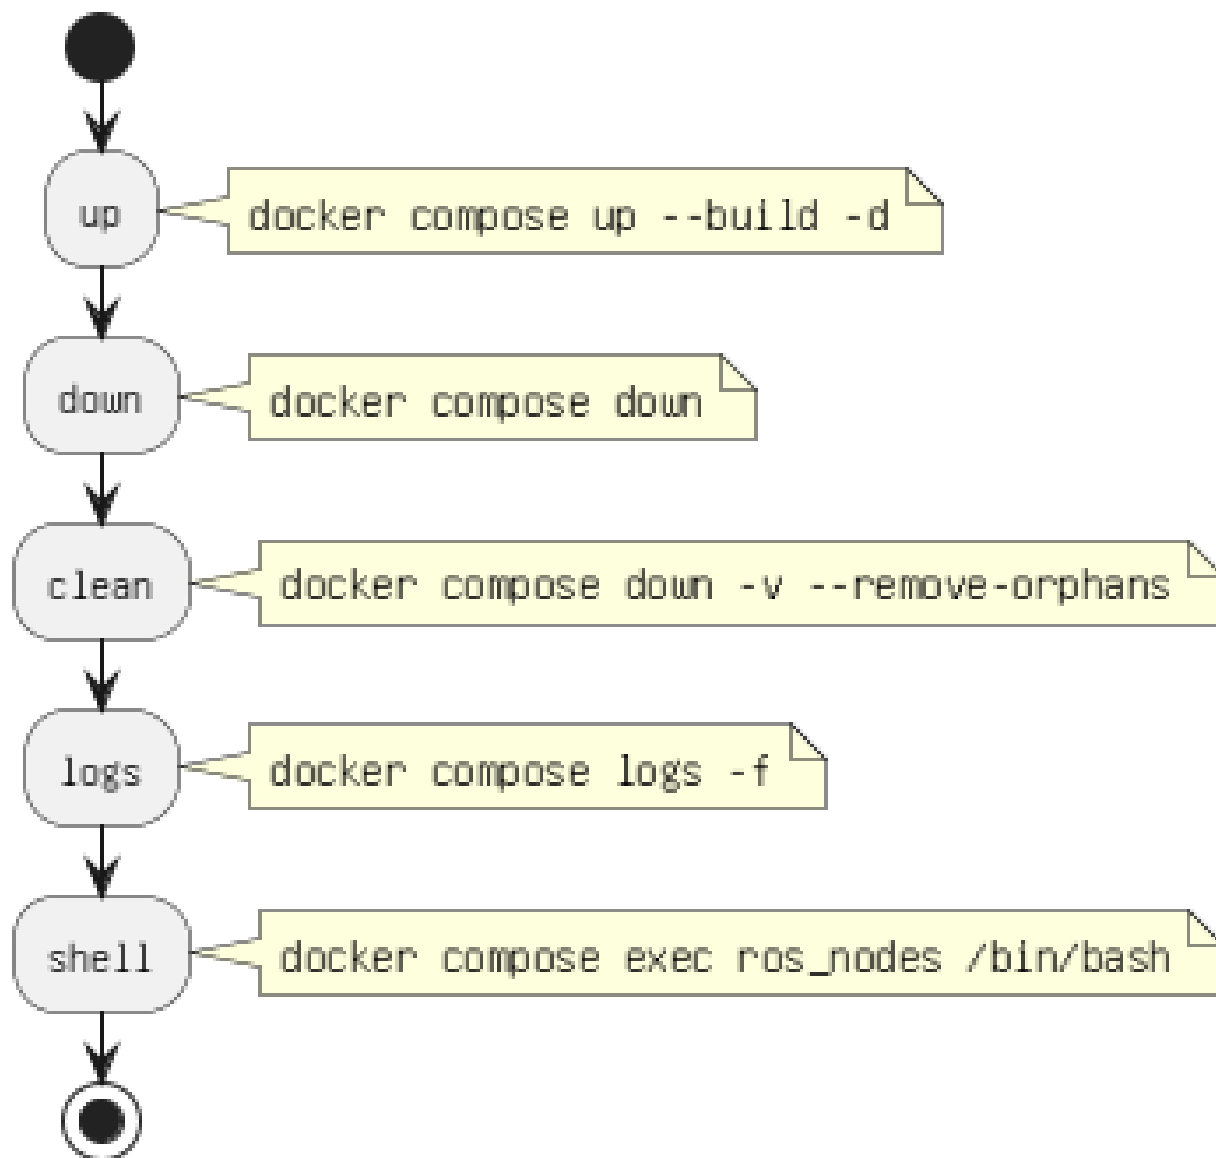 up
docker compose up --build -d
down
docker compose down
clean
docker compose down -v --remove-orphans
logs
docker compose logs -f
shell
docker compose exec ros_nodes /bin/bash